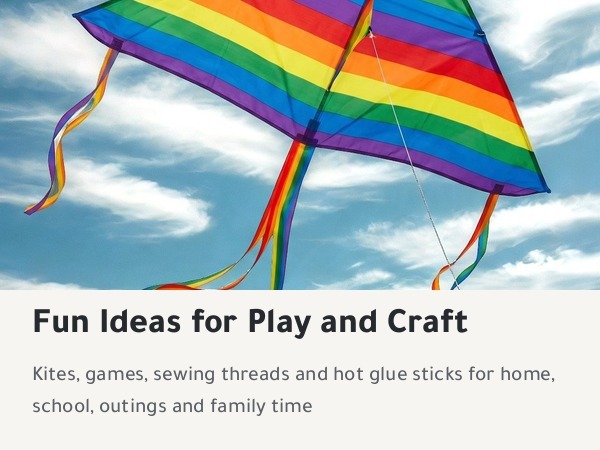 Fun Ideas for Play and Craft
Kites, games, sewing threads and hot glue sticks for home,
school, outings and family time